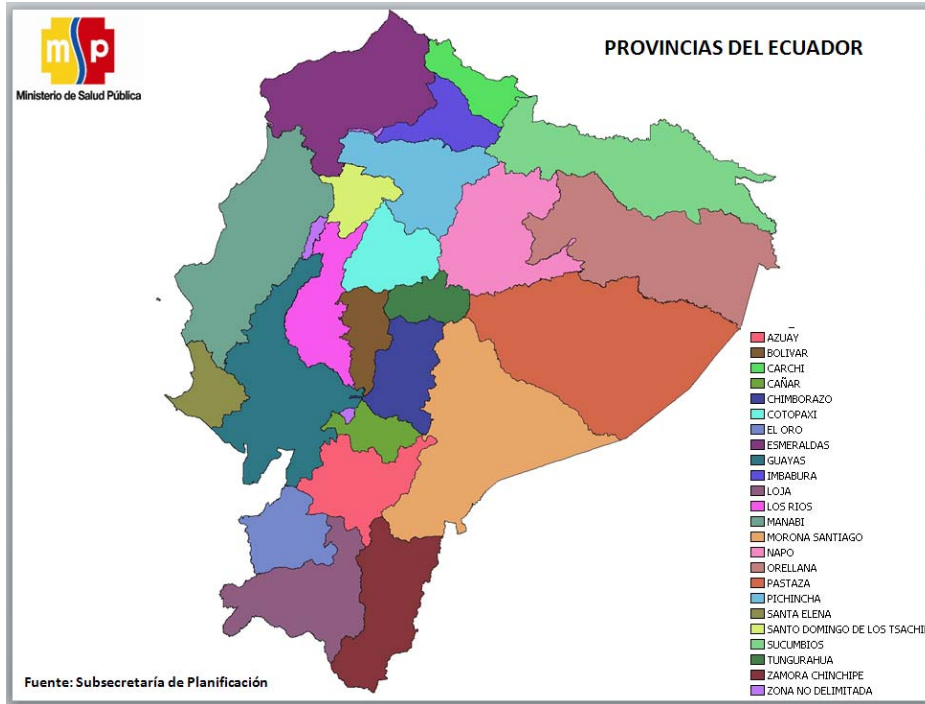 msp
Ministerio de Salud Pública
PROVINCIAS DEL ECUADOR
AZUAY
BOLIVAR
CARCHI
CAÑAR
CHIMBORAZO
COTOPAXI
EL ORO
ESMERALDAS
GUAYAS
IMBABURA
LOJA
LOS RIOS
MANABI
MORONA SANTIAGO
NAPO
ORELLANA
PASTAZA
PICHINCHA
SANTA ELENA
SANTO DOMINGO DE LOS TSACHI
SUCUMBIOS
TUNGURAHUA
ZAMORA CHINCHIPE
ZONA NO DELIMITADA
Fuente: Subsecretaría de Planificación